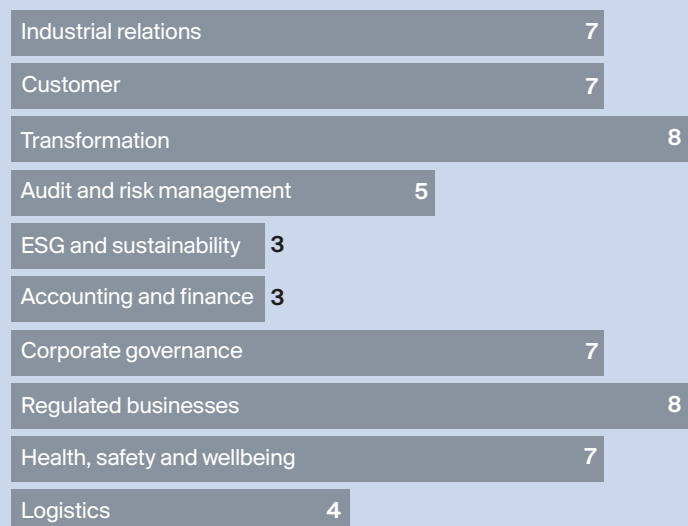 Industrial relations 7
Customer 7
Transformation 8
Audit and risk management 5
ESG and sustainability 3
Accounting and finance 3
Corporate governance 7
Regulated businesses 8
Health, safety and wellbeing 7
Logistics 4